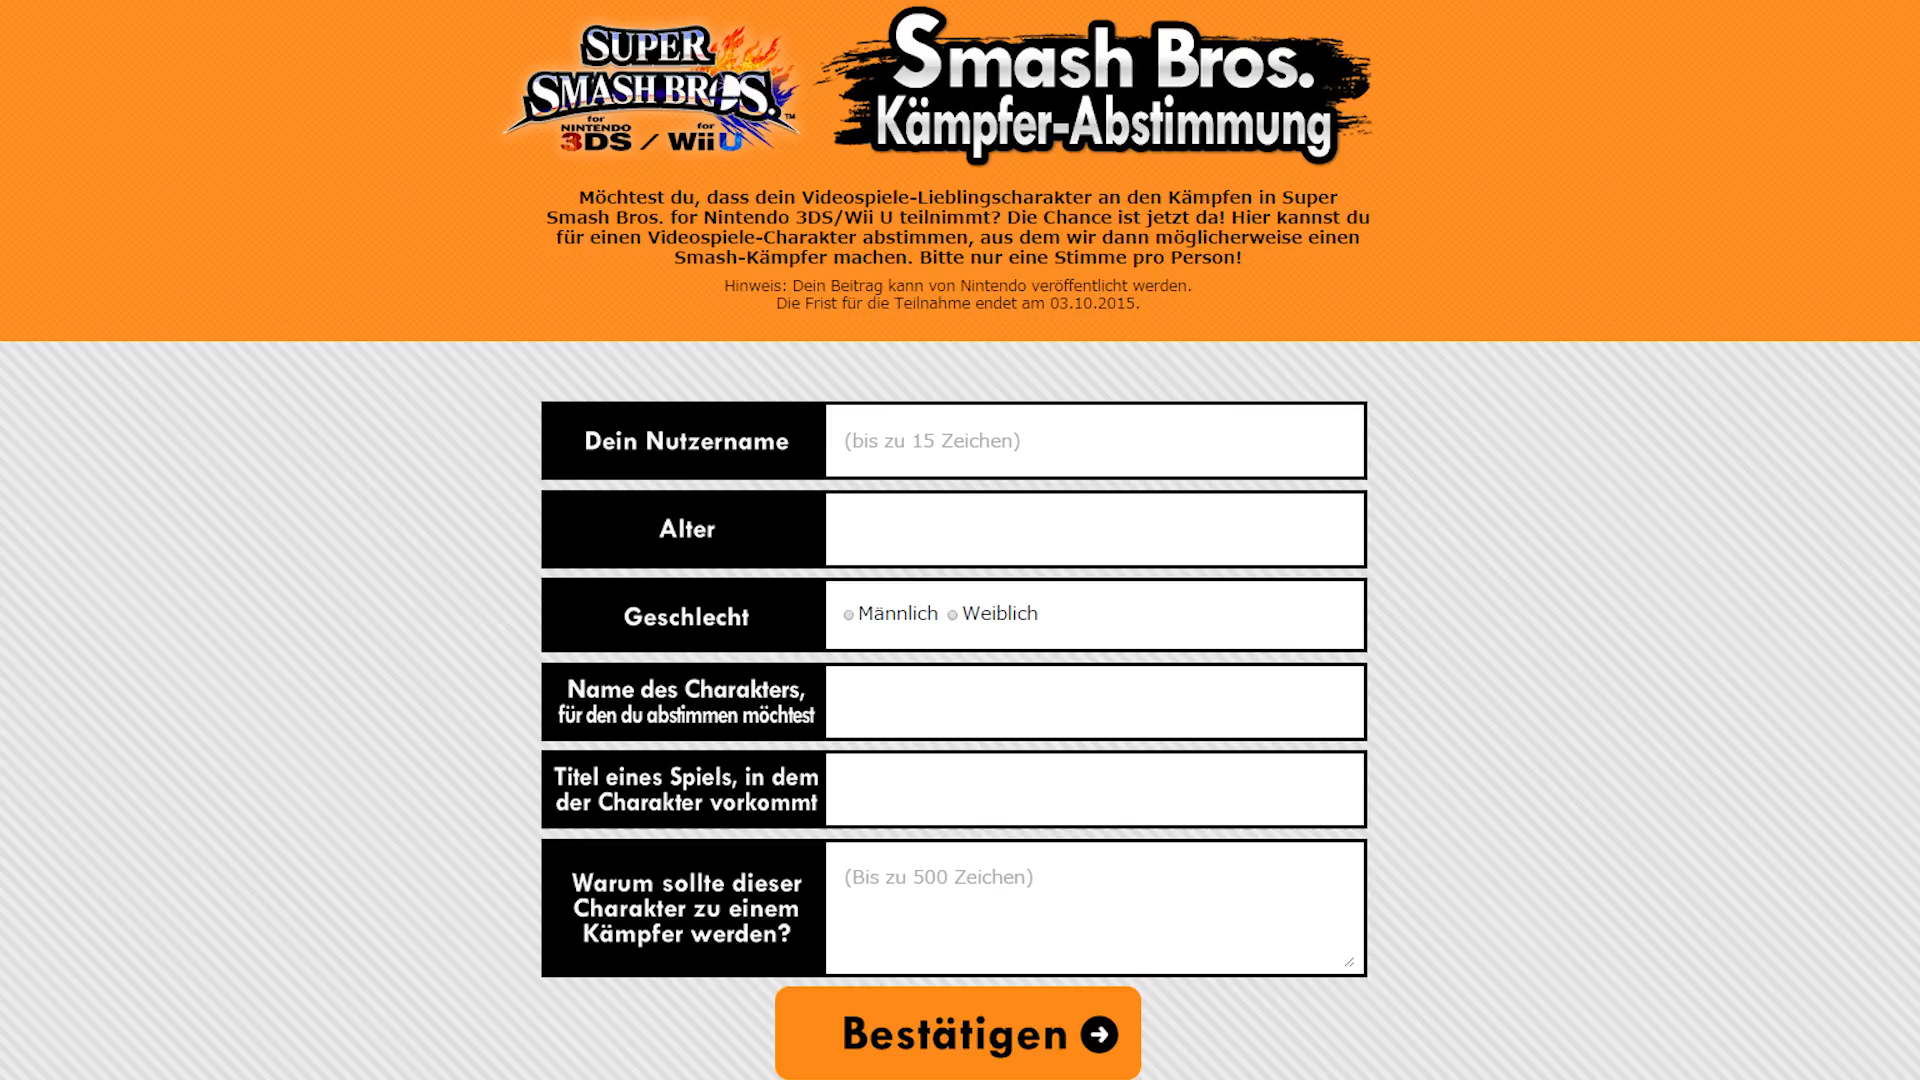 SUPER
SMASH BROS.™
for NINTENDO 3DS / for Wii U
Smash Bros.
Kämpfer-Abstimmung
Möchtest du, dass dein Videospiele-Lieblingscharakter an den Kämpfen in Super
Smash Bros. for Nintendo 3DS/Wii U teilnimmt? Die Chance ist jetzt da! Hier kannst du
für einen Videospiele-Charakter abstimmen, aus dem wir dann möglicherweise einen
Smash-Kämpfer machen. Bitte nur eine Stimme pro Person!
Hinweis: Dein Beitrag kann von Nintendo veröffentlicht werden.
Die Frist für die Teilnahme endet am 03.10.2015.
Dein Nutzername (bis zu 15 Zeichen)
Alter
Geschlecht Männlich Weiblich
Name des Charakters,
für den du abstimmen möchtest
Titel eines Spiels, in dem
der Charakter vorkommt
Warum sollte dieser
Charakter zu einem
Kämpfer werden?
(Bis zu 500 Zeichen)
Bestätigen